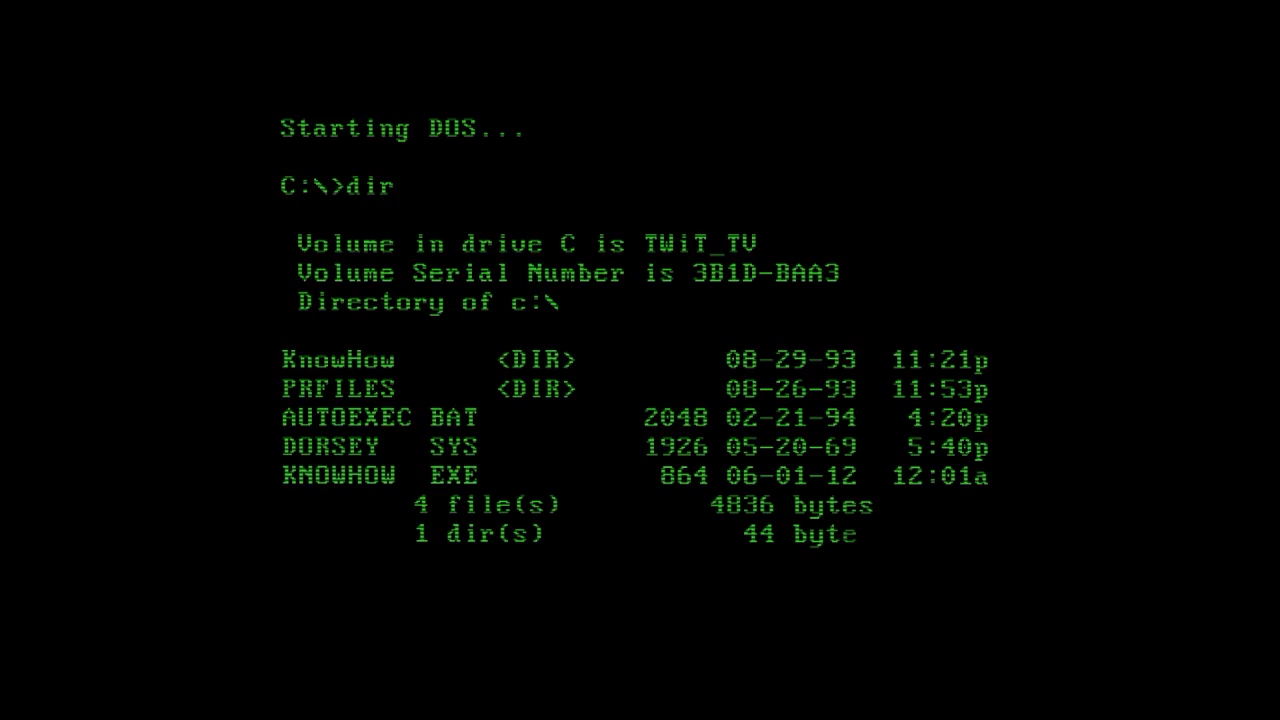 Starting DOS...
C:\>dir
Volume in drive C is TWiT_TV
Volume Serial Number is 3B1D-BAA3
Directory of c:\
KnowHow <DIR> 08-29-93 11:21p
PRFILES <DIR> 08-26-93 11:53p
AUTOEXEC BAT 2048 02-21-94 4:20p
DORSEY SYS 1926 05-20-69 5:40p
KNOWHOW EXE 864 06-01-12 12:01a
4 file(s) 4836 bytes
1 dir(s) 44 byte